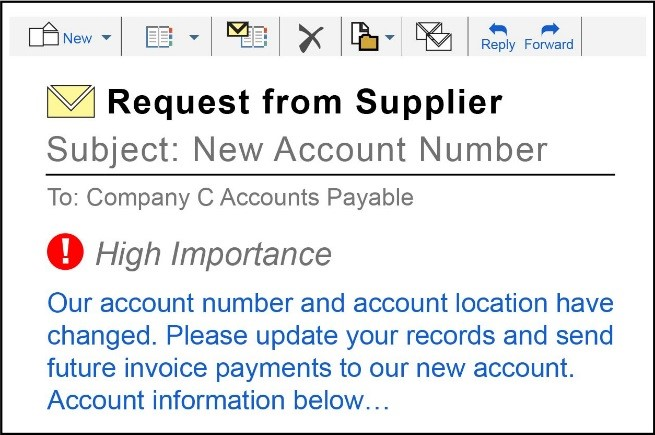 New
Reply Forward
Request from Supplier
Subject: New Account Number
To: Company C Accounts Payable
! High Importance
Our account number and account location have
changed. Please update your records and send
future invoice payments to our new account.
Account information below…